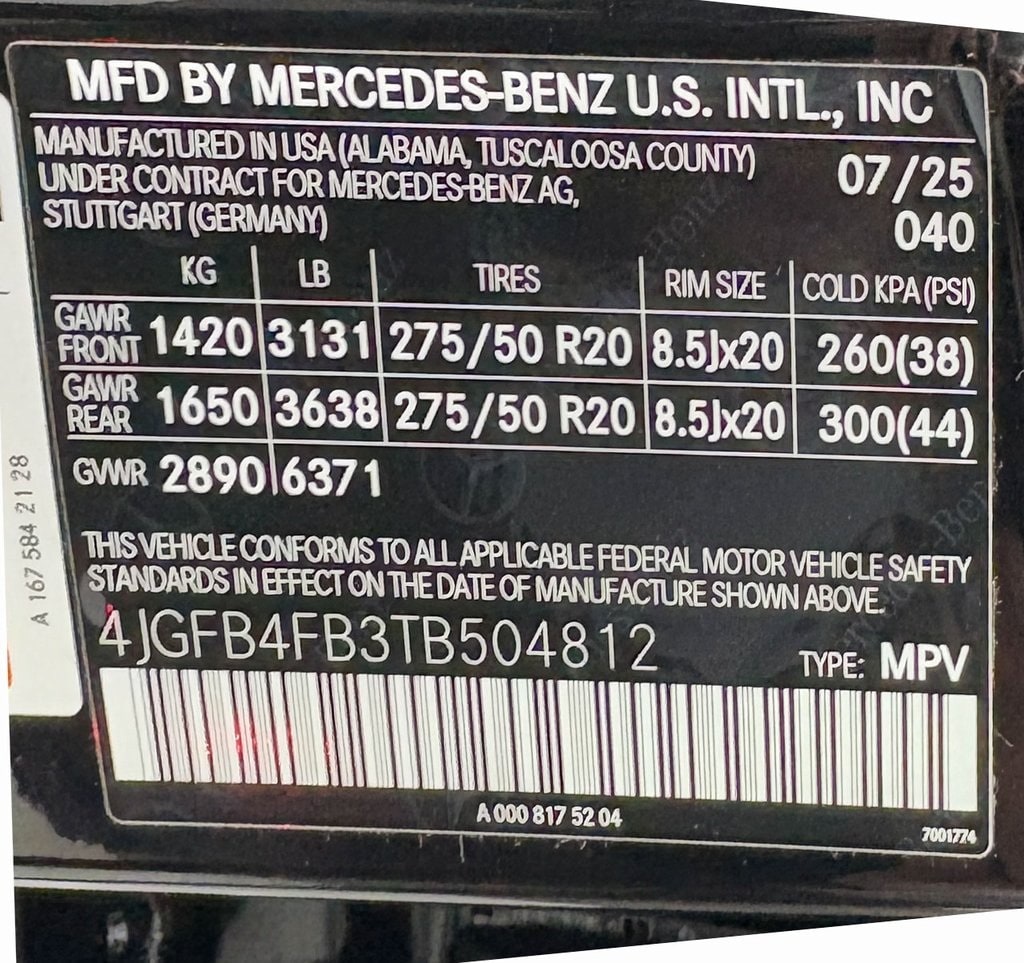 MFD BY MERCEDES-BENZ U.S. INTL., INC
MANUFACTURED IN USA (ALABAMA, TUSCALOOSA COUNTY)
UNDER CONTRACT FOR MERCEDES-BENZ AG,
STUTTGART (GERMANY)
07/25
040
KG LB TIRES RIM SIZE COLD KPA (PSI)
GAWR FRONT 1420 3131 275/50 R20 8.5Jx20 260(38)
GAWR REAR 1650 3638 275/50 R20 8.5Jx20 300(44)
GVWR 2890 6371
THIS VEHICLE CONFORMS TO ALL APPLICABLE FEDERAL MOTOR VEHICLE SAFETY
STANDARDS IN EFFECT ON THE DATE OF MANUFACTURE SHOWN ABOVE.
4JGFB4FB3TB504812
TYPE: MPV
A 000 817 52 04
7001774
A 167 584 21 28